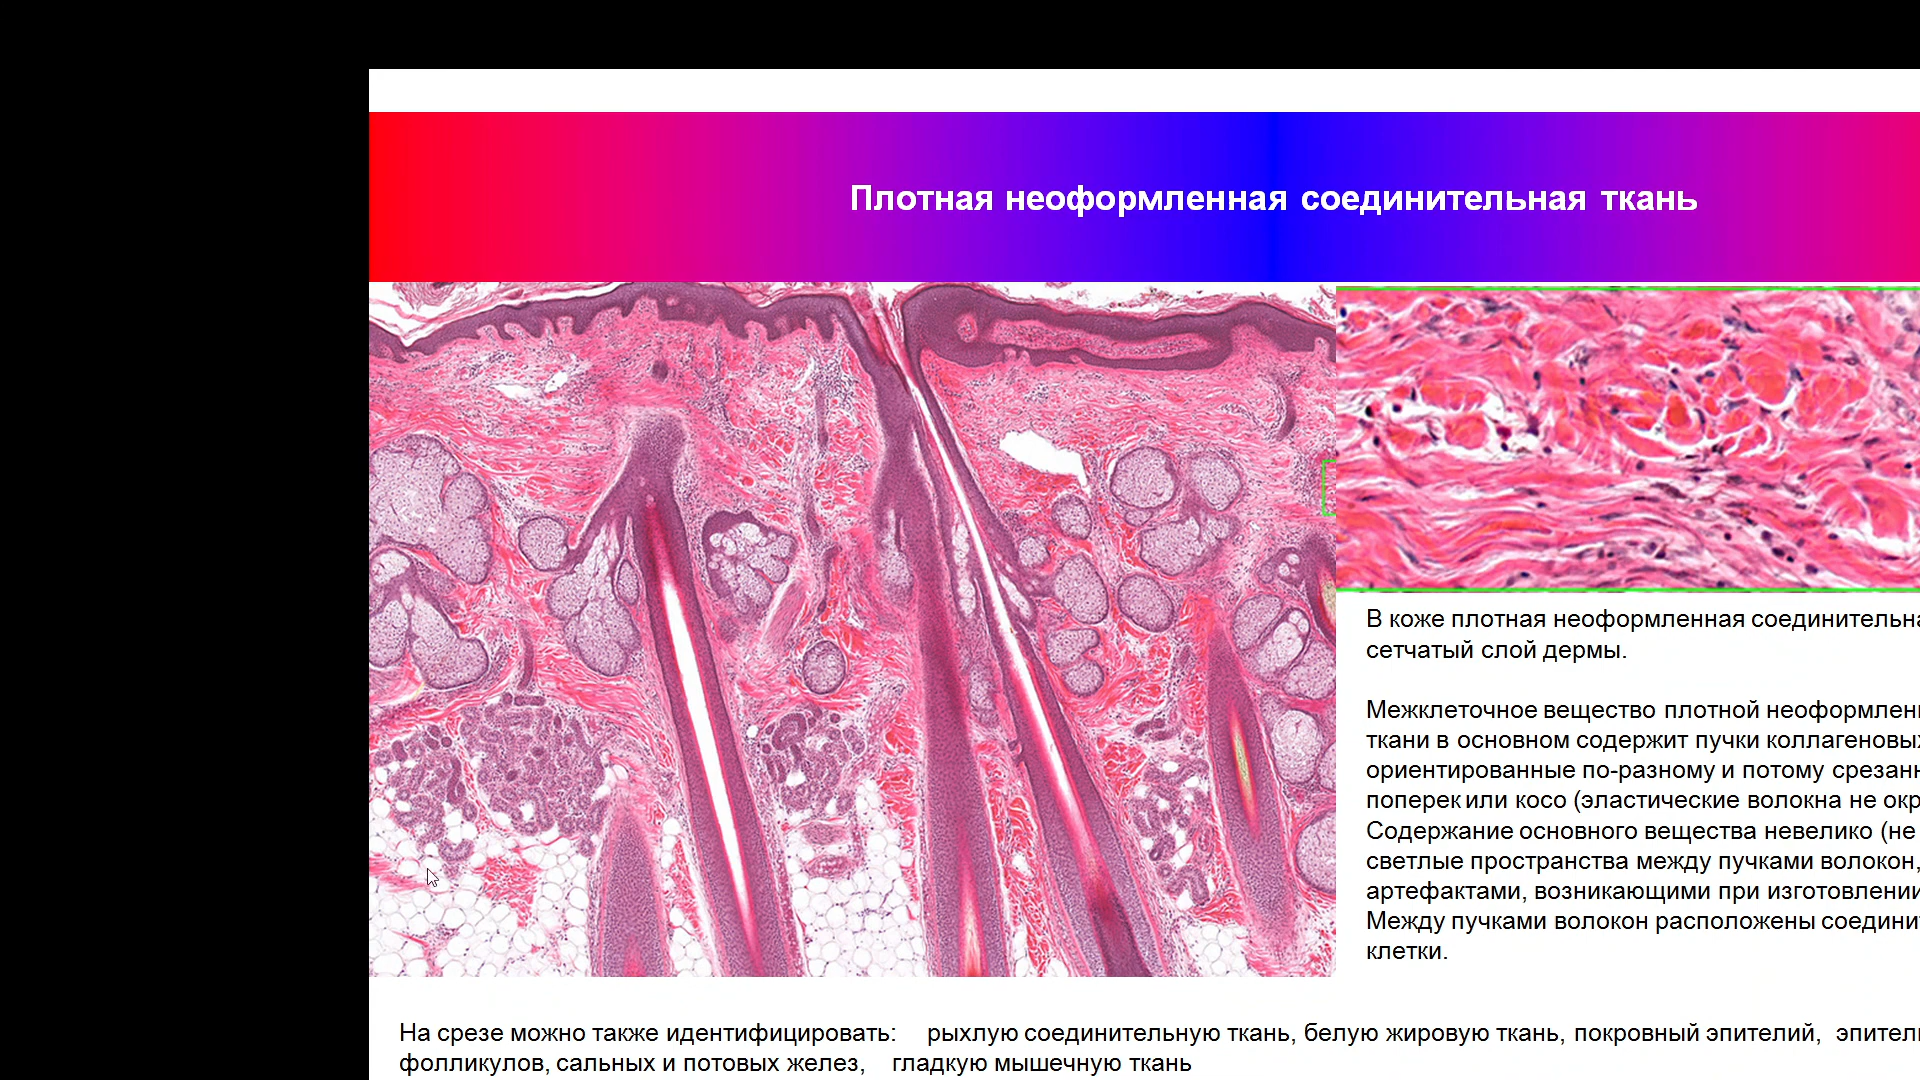 Плотная неоформленная соединительная ткань
В коже плотная неоформленная соединительна
сетчатый слой дермы.
Межклеточное вещество плотной неоформлен
ткани в основном содержит пучки коллагеновы
ориентированные по-разному и потому срезан
поперек или косо (эластические волокна не окр
Содержание основного вещества невелико (не
светлые пространства между пучками волокон,
артефактами, возникающими при изготовлении
Между пучками волокон расположены соедини
клетки.
На срезе можно также идентифицировать: рыхлую соединительную ткань, белую жировую ткань, покровный эпителий, эпител
фолликулов, сальных и потовых желез, гладкую мышечную ткань